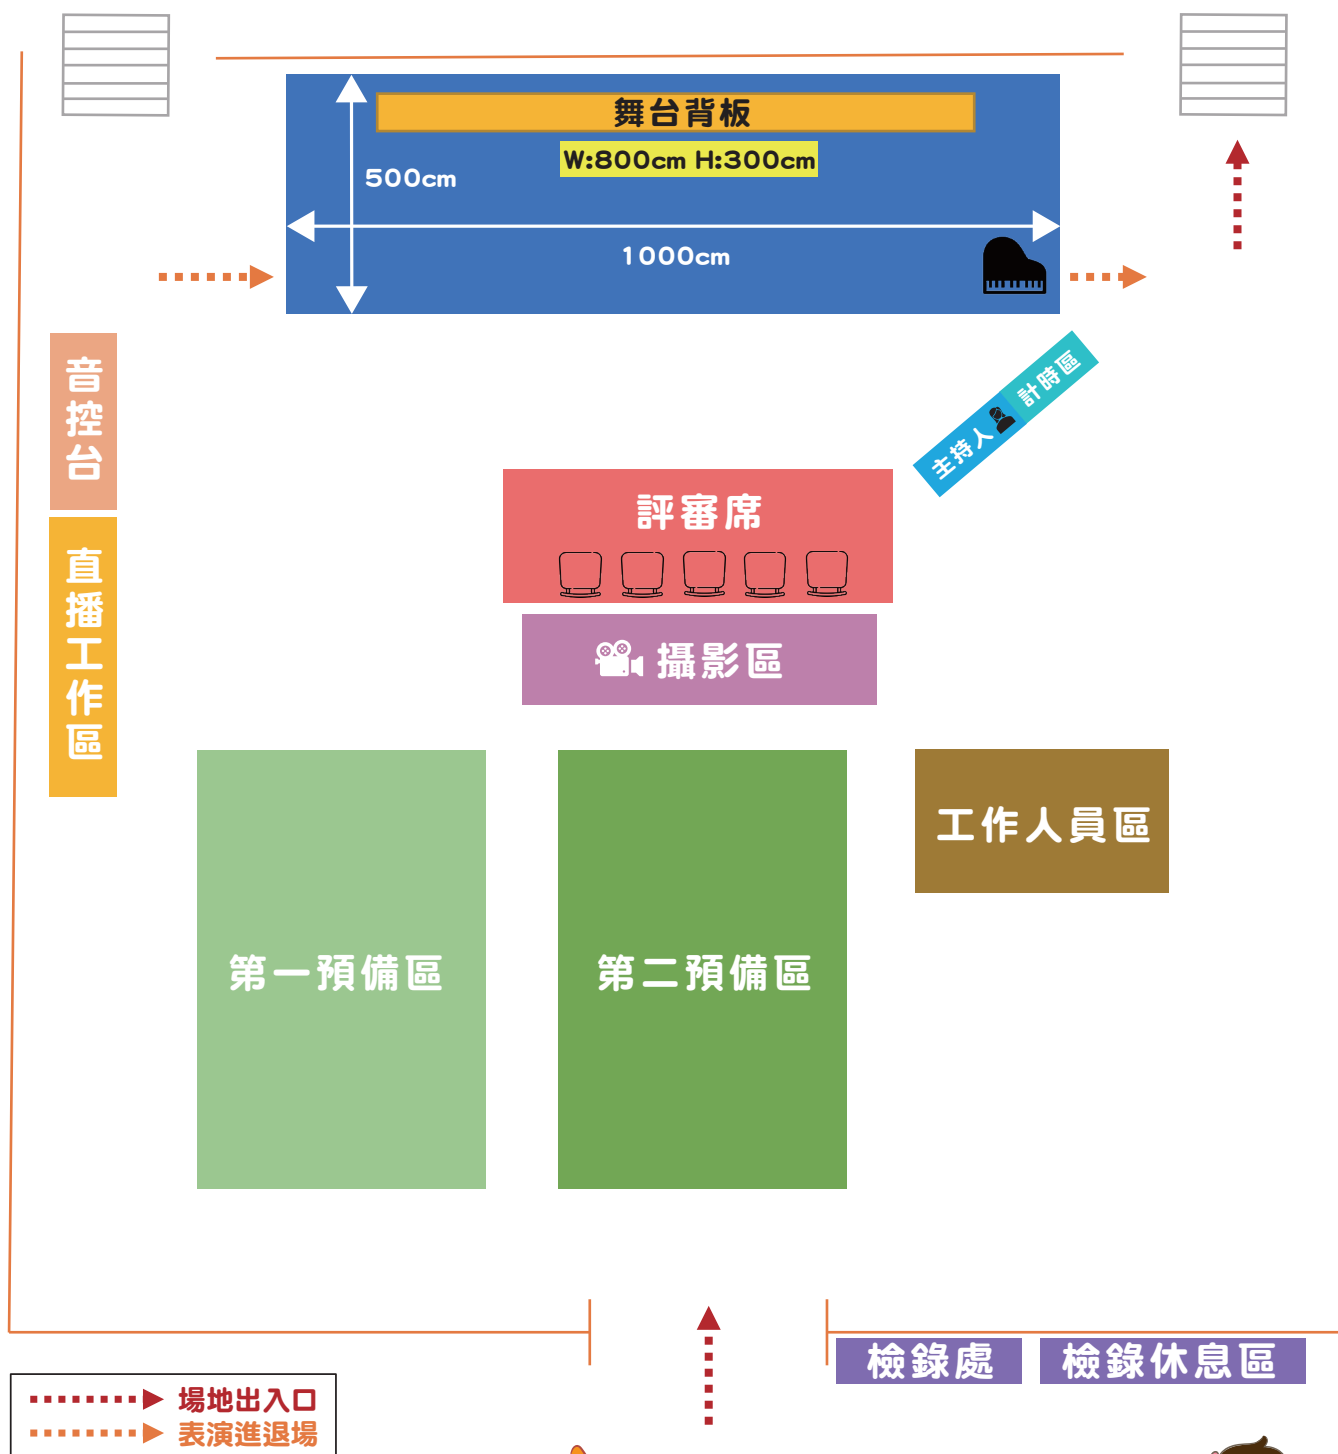 舞台背板
W:800cm H:300cm
500cm
1000cm
音控台
計時區
主持人
評審席
直播工作區
攝影區
工作人員區
第一預備區
第二預備區
檢錄處
檢錄休息區
場地出入口
表演進退場